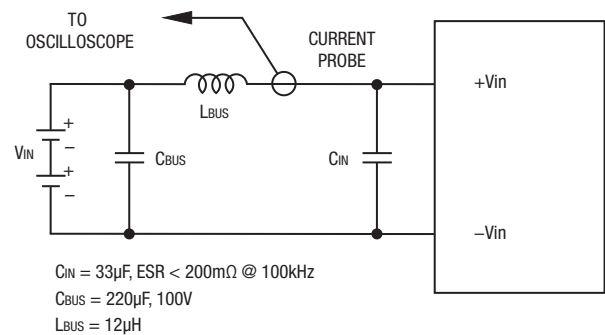 TO
OSCILLOSCOPE
CURRENT
PROBE
+Vin
LBUS
+
VIN
−
+
−
CBUS
CIN
−Vin
CIN = 33µF, ESR < 200mΩ @ 100kHz
CBUS = 220µF, 100V
LBUS = 12µH